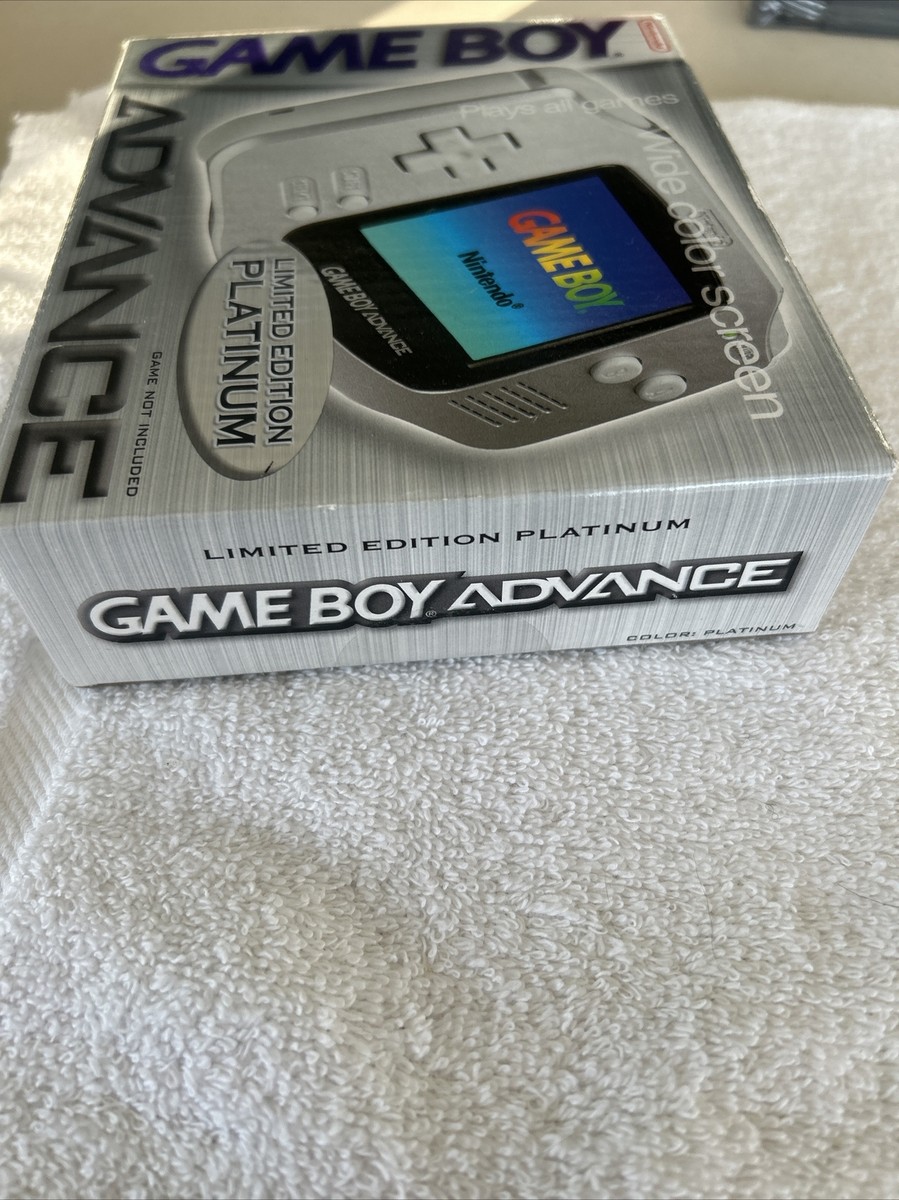 GAME BOY
Nintendo
ADVANCE
Plays all games
Wide color screen
GAME BOY
Nintendo®
GAME BOY ADVANCE
LIMITED EDITION
PLATINUM
GAME NOT INCLUDED
LIMITED EDITION PLATINUM
GAME BOY® ADVANCE
COLOR: PLATINUM